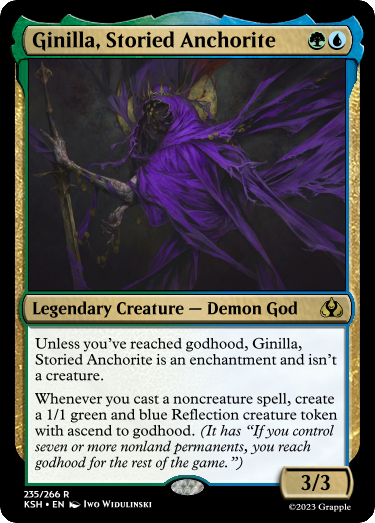 Ginilla, Storied Anchorite
Legendary Creature — Demon God
Unless you've reached godhood, Ginilla,
Storied Anchorite is an enchantment and isn't
a creature.
Whenever you cast a noncreature spell, create
a 1/1 green and blue Reflection creature token
with ascend to godhood. (It has “If you control
seven or more nonland permanents, you reach
godhood for the rest of the game.”)
3/3
235/266 R
KSH • EN Iwo Widulinski
©2023 Grapple